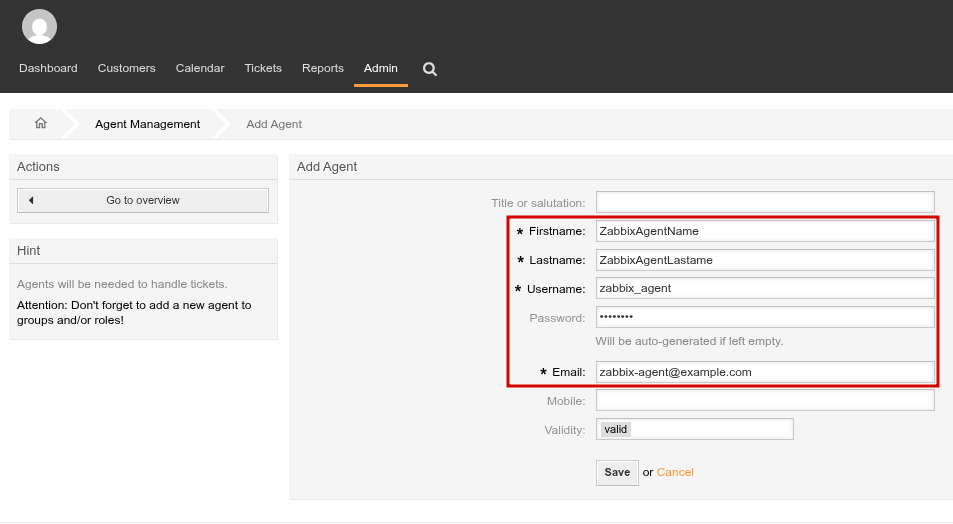 Dashboard Customers Calendar Tickets Reports Admin
Agent Management Add Agent
Actions
Go to overview
Hint
Agents will be needed to handle tickets.
Attention: Don't forget to add a new agent to
groups and/or roles!
Add Agent
Title or salutation:
* Firstname: ZabbixAgentName
* Lastname: ZabbixAgentLastame
* Username: zabbix_agent
Password: ••••••••
Will be auto-generated if left empty.
* Email: zabbix-agent@example.com
Mobile:
Validity: valid
Save or Cancel